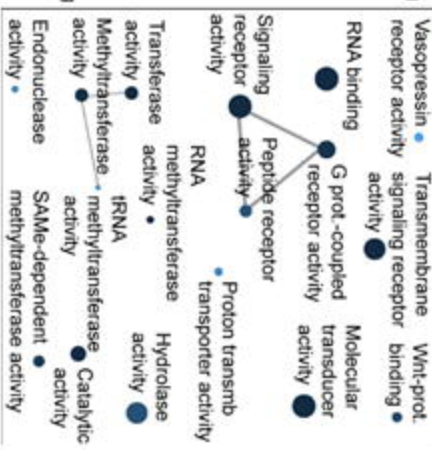 Vasopressin
receptor activity
Transmembrane
signaling receptor
activity
Wnt-prot.
binding
RNA binding
G prot.-coupled
receptor activity
Molecular
transducer
activity
Signaling
receptor
activity
Peptide receptor
activity
Proton transmb.
transporter activity
RNA
methyltransferase
activity
Hydrolase
activity
Transferase
activity
Methyltransferase
activity
tRNA
methyltransferase
activity
Catalytic
activity
Endonuclease
activity
SAMe-dependent
methyltransferase activity